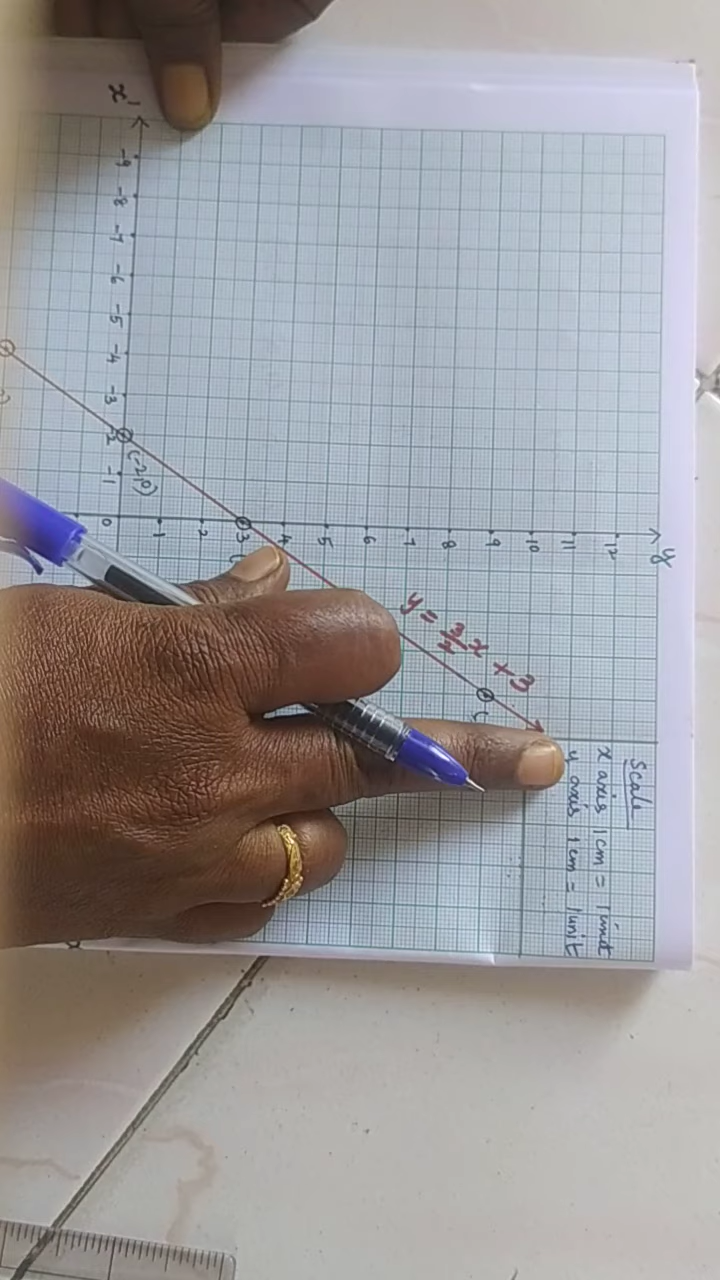 y
12
11
10
9
8
7
6
5
4
3
1
2
0
x'
-9 -8 -7 -6 -5 -4 -3 -2 -1
(-2,0)
y = 3/2 x + 3
Scale
x axis 1cm = 1 unit
y axis 1cm = 1 unit